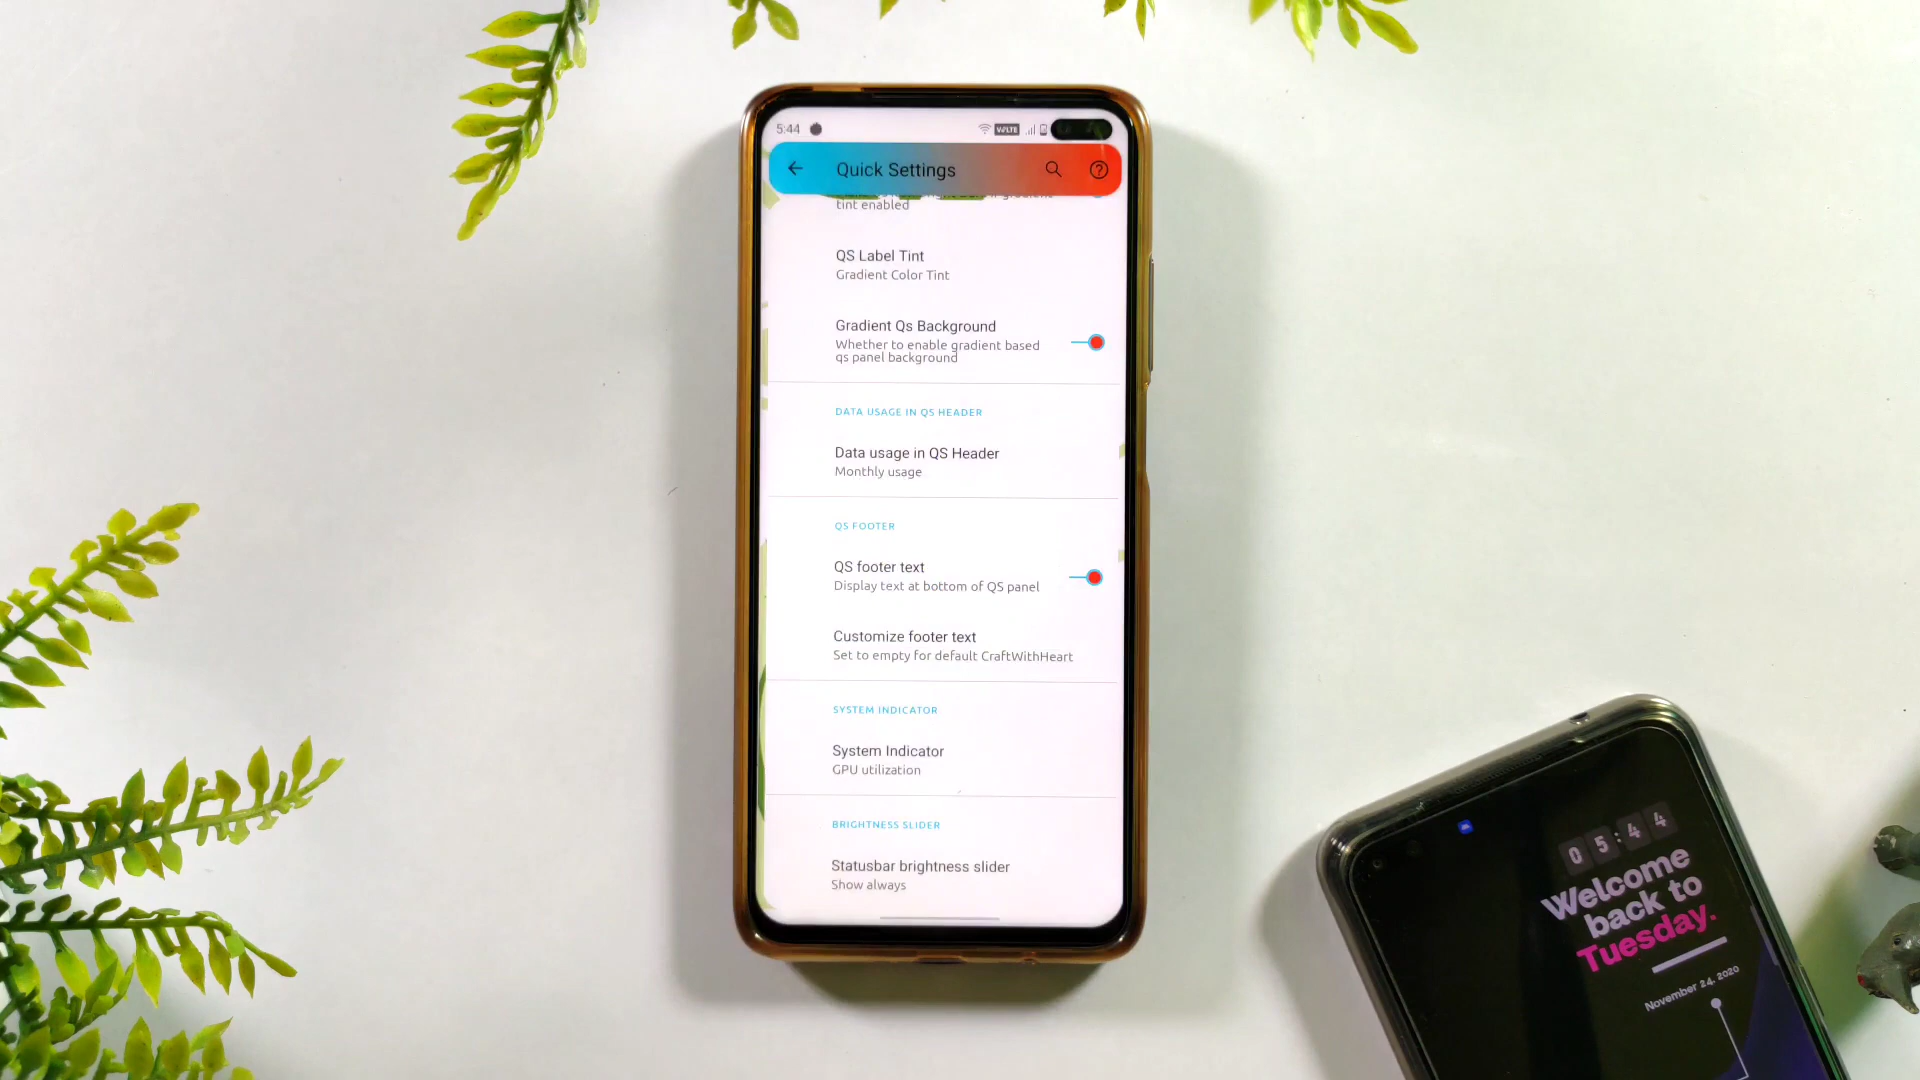 5:44
VoLTE
Quick Settings
tint enabled
QS Label Tint
Gradient Color Tint
Gradient Qs Background
Whether to enable gradient based
qs panel background
DATA USAGE IN QS HEADER
Data usage in QS Header
Monthly usage
QS FOOTER
QS footer text
Display text at bottom of QS panel
Customize footer text
Set to empty for default CraftWithHeart
SYSTEM INDICATOR
System Indicator
GPU utilization
BRIGHTNESS SLIDER
Statusbar brightness slider
Show always
05:44
Welcome
back to
Tuesday.
November 24, 2020